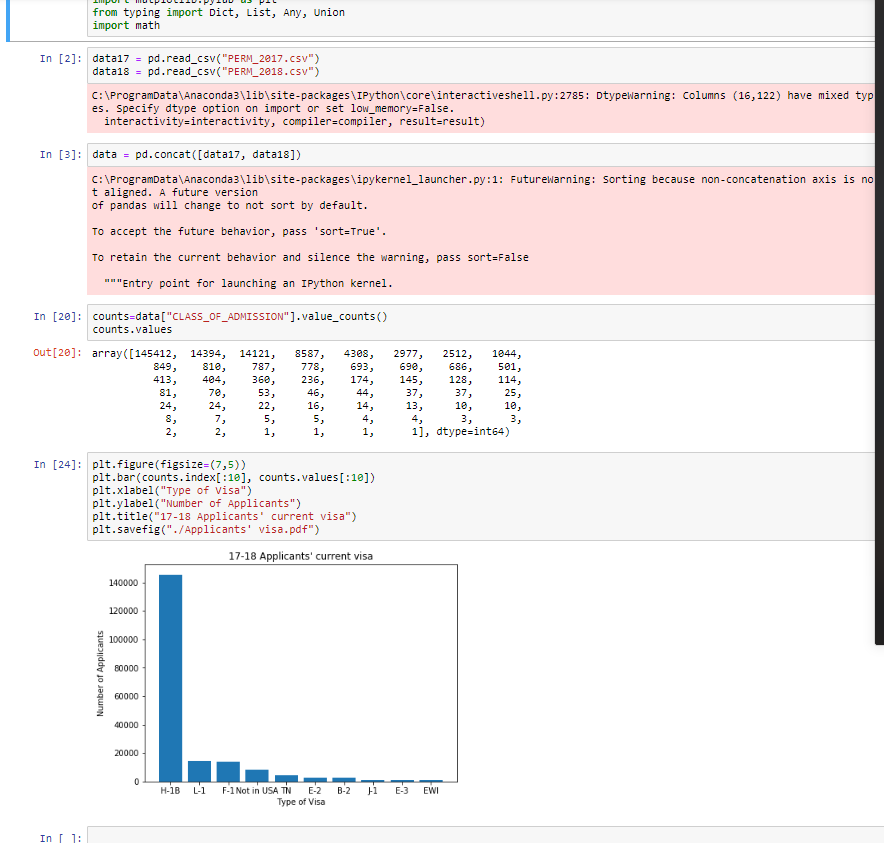 import matplotlib.pylab as plt
from typing import Dict, List, Any, Union
import math
In [2]: data17 = pd.read_csv("PERM_2017.csv")
data18 = pd.read_csv("PERM_2018.csv")
C:\ProgramData\Anaconda3\lib\site-packages\IPython\core\interactiveshell.py:2785: DtypeWarning: Columns (16,122) have mixed typ
es. Specify dtype option on import or set low_memory=False.
interactivity=interactivity, compiler=compiler, result=result)
In [3]: data = pd.concat([data17, data18])
C:\ProgramData\Anaconda3\lib\site-packages\ipykernel_launcher.py:1: FutureWarning: Sorting because non-concatenation axis is no
t aligned. A future version
of pandas will change to not sort by default.
To accept the future behavior, pass 'sort=True'.
To retain the current behavior and silence the warning, pass sort=False
"""Entry point for launching an IPython kernel.
In [20]: counts=data["CLASS_OF_ADMISSION"].value_counts()
counts.values
Out[20]: array([145412, 14394, 14121, 8587, 4308, 2977, 2512, 1044,
849, 810, 787, 778, 693, 690, 686, 501,
413, 404, 360, 236, 174, 145, 128, 114,
81, 70, 53, 46, 44, 37, 37, 25,
24, 24, 22, 16, 14, 13, 10, 10,
8, 7, 5, 5, 4, 4, 3, 3,
2, 2, 1, 1, 1, 1], dtype=int64)
In [24]: plt.figure(figsize=(7,5))
plt.bar(counts.index[:10], counts.values[:10])
plt.xlabel("Type of Visa")
plt.ylabel("Number of Applicants")
plt.title("17-18 Applicants' current visa")
plt.savefig("./Applicants' visa.pdf")
17-18 Applicants' current visa
140000
120000
100000
80000
60000
40000
20000
0
Number of Applicants
H-1B L-1 F-1 Not in USA TN E-2 B-2 J-1 E-3 EWI
Type of Visa
In [ ]: